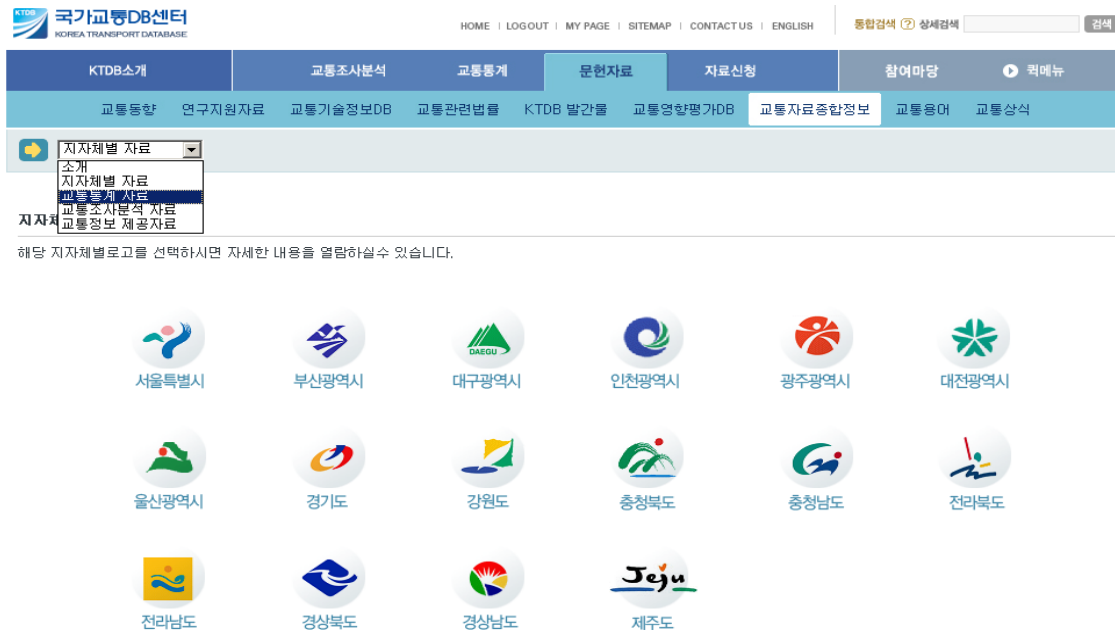 KTDB 국가교통DB센터
KOREA TRANSPORT DATABASE
HOME | LOGOUT | MY PAGE | SITEMAP | CONTACT US | ENGLISH
통합검색 ? 상세검색 검색
KTDB소개 교통조사분석 교통통계 문헌자료 자료신청 참여마당 퀵메뉴
교통동향 연구지원자료 교통기술정보DB 교통관련법률 KTDB 발간물 교통영향평가DB 교통자료종합정보 교통용어 교통상식
지자체별 자료
소개
지자체별 자료
교통통계 자료
교통조사분석 자료
교통정보 제공자료
지자체
해당 지자체별로고를 선택하시면 자세한 내용을 열람하실수 있습니다.
DAEGU
서울특별시 부산광역시 대구광역시 인천광역시 광주광역시 대전광역시
울산광역시 경기도 강원도 충청북도 충청남도 전라북도
Jeju
전라남도 경상북도 경상남도 제주도